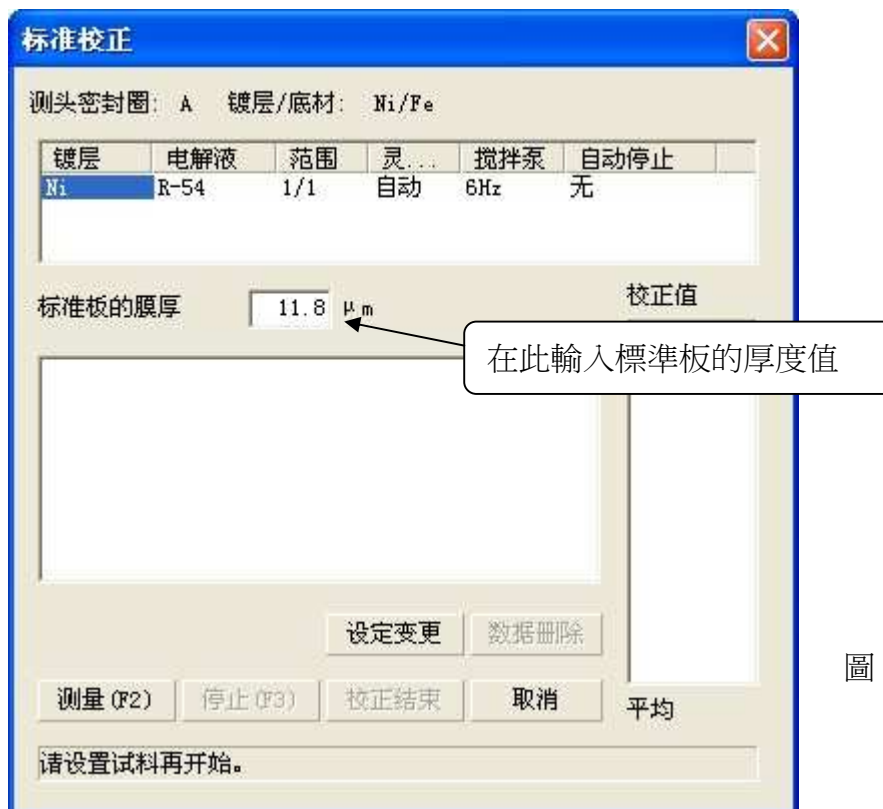 标准校正
测头密封圈: A 镀层/底材: Ni/Fe
镀层 电解液 范围 灵... 搅拌泵 自动停止
Ni R-54 1/1 自动 6Hz 无
标准板的膜厚 11.8 μm
校正值
在此輸入標準板的厚度值
设定变更 数据删除
圖
测量(F2) 停止(F3) 校正结束 取消
平均
请设置试料再开始。